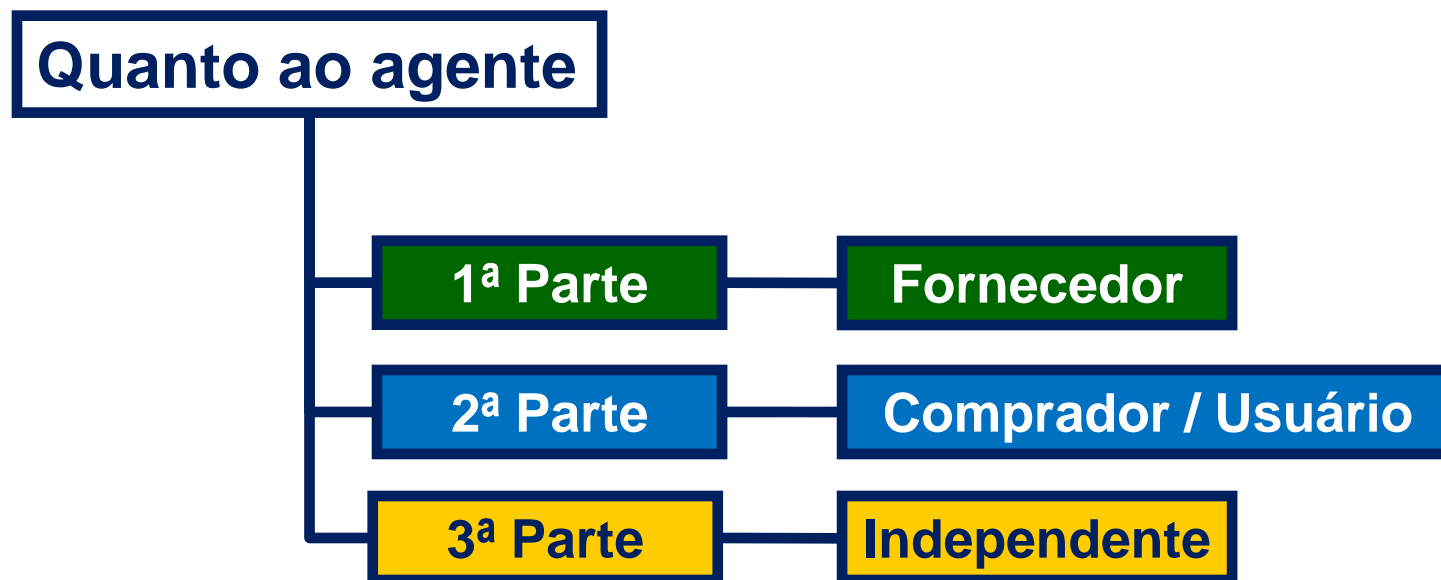 Quanto ao agente
1ª Parte
Fornecedor
2ª Parte
Comprador / Usuário
3ª Parte
Independente